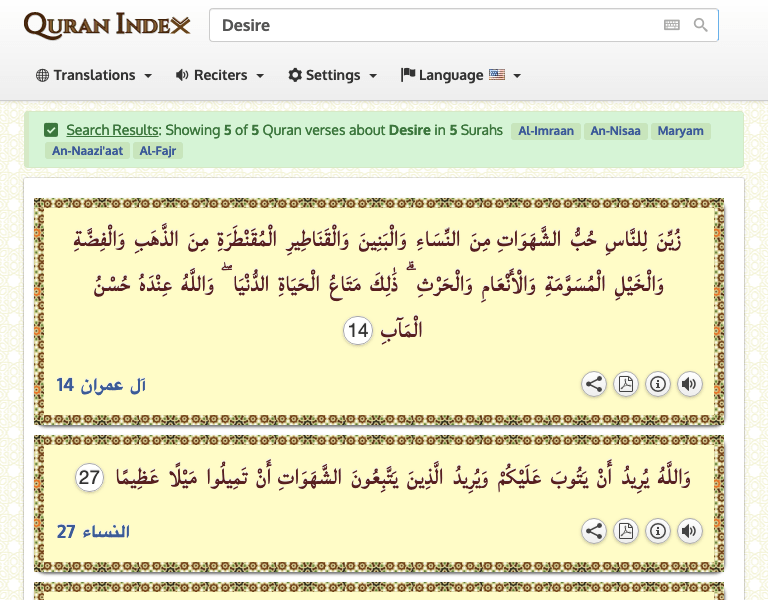 QURAN INDEX
Desire
Translations
Reciters
Settings
Language
Search Results: Showing 5 of 5 Quran verses about Desire in 5 Surahs Al-Imraan An-Nisaa Maryam
An-Naazi'aat Al-Fajr
زُيِّنَ لِلنَّاسِ حُبُّ الشَّهَوَاتِ مِنَ النِّسَاءِ وَالْبَنِينَ وَالْقَنَاطِيرِ الْمُقَنْطَرَةِ مِنَ الذَّهَبِ وَالْفِضَّةِ
وَالْخَيْلِ الْمُسَوَّمَةِ وَالْأَنْعَامِ وَالْحَرْثِ ۗ ذَٰلِكَ مَتَاعُ الْحَيَاةِ الدُّنْيَا ۖ وَاللَّهُ عِنْدَهُ حُسْنُ
الْمَآبِ 14
آل عمران 14
وَاللَّهُ يُرِيدُ أَنْ يَتُوبَ عَلَيْكُمْ وَيُرِيدُ الَّذِينَ يَتَّبِعُونَ الشَّهَوَاتِ أَنْ تَمِيلُوا مَيْلًا عَظِيمًا 27
النساء 27